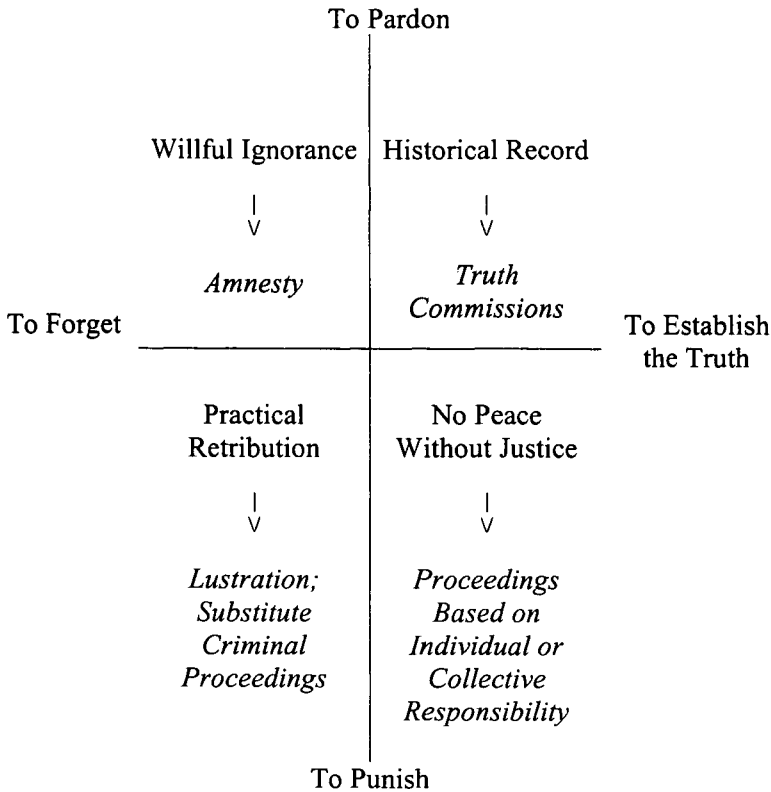 To Pardon
Willful Ignorance
Historical Record
|
V
|
V
Amnesty
Truth
Commissions
To Forget
To Establish
the Truth
Practical
Retribution
No Peace
Without Justice
|
V
|
V
Lustration;
Substitute
Criminal
Proceedings
Proceedings
Based on
Individual or
Collective
Responsibility
To Punish